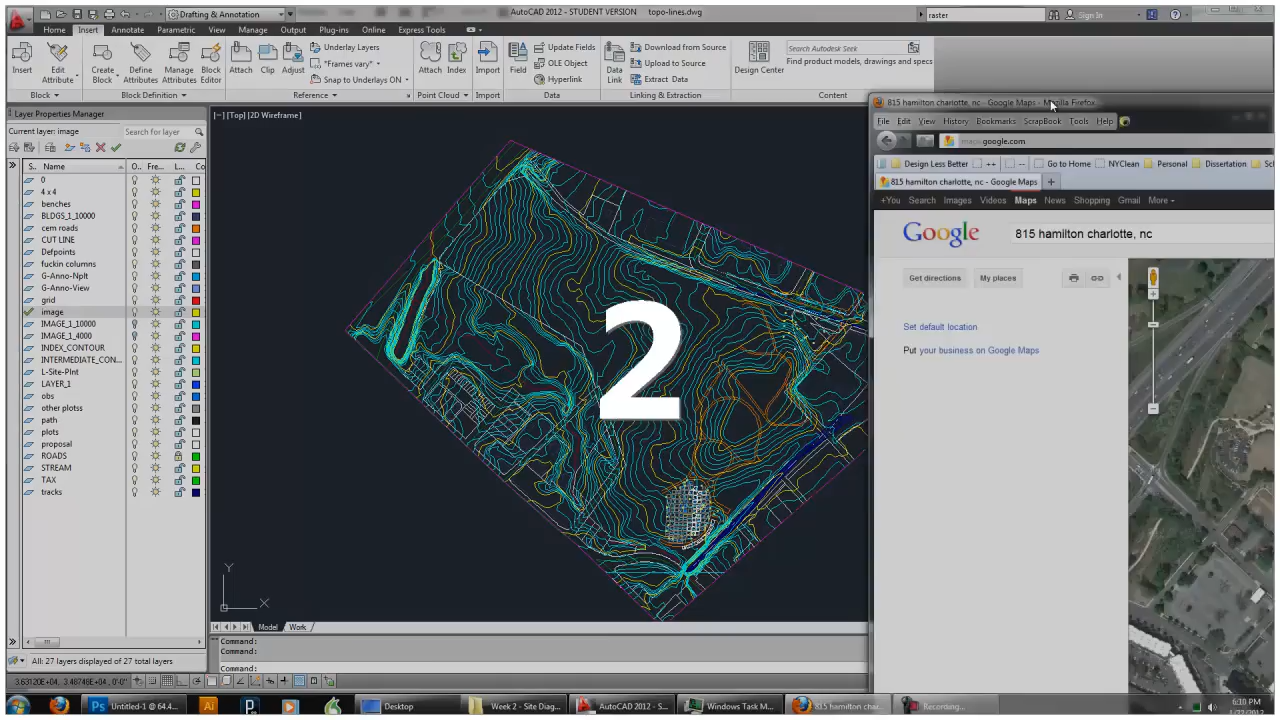 Drafting & Annotation
AutoCAD 2012 - STUDENT VERSION topo-lines.dwg
raster
Sign In
Home Insert Annotate Parametric View Manage Output Plug-ins Online Express Tools
Insert
Edit Attribute
Create Block
Define Attributes
Manage Attributes
Block Editor
Attach
Clip
Adjust
Underlay Layers
*Frames vary*
Snap to Underlays ON
Attach
Index
Import
Field
Update Fields
OLE Object
Hyperlink
Data Link
Download from Source
Upload to Source
Extract Data
Design Center
Search Autodesk Seek
Find product models, drawings and specs
Block Block Definition Reference Point Cloud Import Data Linking & Extraction Content
Layer Properties Manager
Current layer: image
Search for layer
S.. Name O.. Fre... L... Co
0
4 x 4
benches
BLDGS_1_10000
cem roads
CUT LINE
Defpoints
fuckin columns
G-Anno-Nplt
G-Anno-View
grid
image
IMAGE_1_10000
IMAGE_1_4000
INDEX_CONTOUR
INTERMEDIATE_CON...
L-Site-Plnt
LAYER_1
obs
other plotss
path
plots
proposal
ROADS
STREAM
TAX
tracks
All: 27 layers displayed of 27 total layers
[—] [Top] [2D Wireframe]
2
Y
X
Model Work
Command:
Command:
Command:
815 hamilton charlotte, nc - Google Maps - Mozilla Firefox
File Edit View History Bookmarks ScrapBook Tools Help
maps.google.com
Design Less Better ++ -- Go to Home NYClean Personal Dissertation Sc
815 hamilton charlotte, nc - Google Maps
+You Search Images Videos Maps News Shopping Gmail More
Google
815 hamilton charlotte, nc
Get directions My places
Set default location
Put your business on Google Maps
Untitled-1 @ 64.4...
Ai
Desktop
Week 2 - Site Diag...
AutoCAD 2012 - S...
Windows Task M...
815 hamilton char...
Recording...
6:10 PM